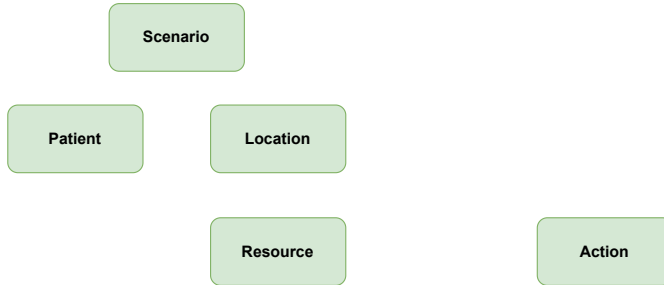 Scenario
Patient
Location
Resource
Action